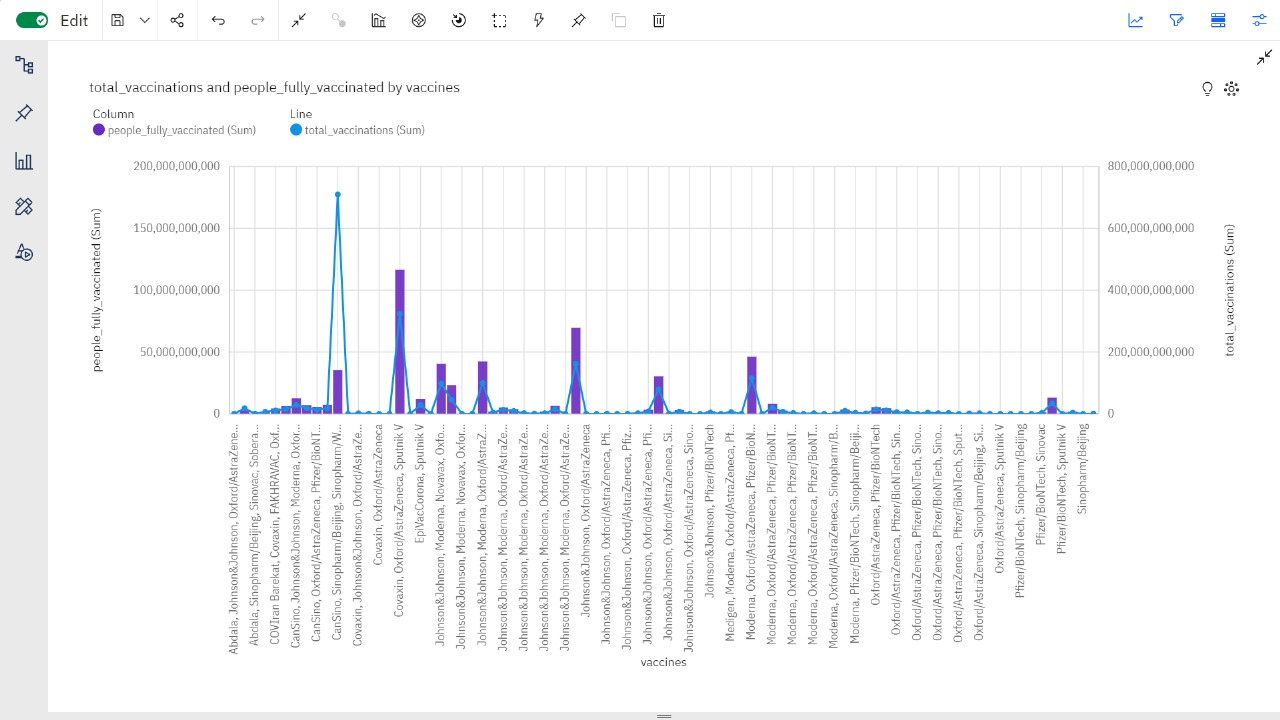 Edit
total_vaccinations and people_fully_vaccinated by vaccines
Column
people_fully_vaccinated (Sum)
Line
total_vaccinations (Sum)
people_fully_vaccinated (Sum)
200,000,000,000
150,000,000,000
100,000,000,000
50,000,000,000
0
800,000,000,000
600,000,000,000
400,000,000,000
200,000,000,000
0
total_vaccinations (Sum)
Abdala, Johnson&Johnson, Oxford/AstraZene...
Abdala, Sinopharm/Beijing, Sinovac, Sobera...
COVIran Barekat, Covaxin, FAKHRAVAC, Oxf...
CanSino, Johnson&Johnson, Moderna, Oxfor...
CanSino, Oxford/AstraZeneca, Pfizer/BioNT...
CanSino, Sinopharm/Beijing, Sinopharm/W...
Covaxin, Johnson&Johnson, Oxford/AstraZe...
Covaxin, Oxford/AstraZeneca
Covaxin, Oxford/AstraZeneca, Sputnik V
EpiVacCorona, Sputnik V
Johnson&Johnson, Moderna, Novavax, Oxfo...
Johnson&Johnson, Moderna, Novavax, Oxfor...
Johnson&Johnson, Moderna, Oxford/AstraZ...
Johnson&Johnson, Moderna, Oxford/AstraZe...
Johnson&Johnson, Moderna, Oxford/AstraZe...
Johnson&Johnson, Moderna, Oxford/AstraZe...
Johnson&Johnson, Moderna, Oxford/AstraZe...
Johnson&Johnson, Oxford/AstraZeneca
Johnson&Johnson, Oxford/AstraZeneca, Pfi...
Johnson&Johnson, Oxford/AstraZeneca, Pfiz...
Johnson&Johnson, Oxford/AstraZeneca, Pfi...
Johnson&Johnson, Oxford/AstraZeneca, Si...
Johnson&Johnson, Oxford/AstraZeneca, Sino...
Johnson&Johnson, Pfizer/BioNTech
Medigen, Moderna, Oxford/AstraZeneca, Pf...
Moderna, Oxford/AstraZeneca, Pfizer/BioN...
Moderna, Oxford/AstraZeneca, Pfizer/BioNT...
Moderna, Oxford/AstraZeneca, Pfizer/BioNT...
Moderna, Oxford/AstraZeneca, Pfizer/BioNT...
Moderna, Oxford/AstraZeneca, Sinopharm/B...
Moderna, Pfizer/BioNTech, Sinopharm/Beiji...
Oxford/AstraZeneca, Pfizer/BioNTech
Oxford/AstraZeneca, Pfizer/BioNTech, Sin...
Oxford/AstraZeneca, Pfizer/BioNTech, Sino...
Oxford/AstraZeneca, Pfizer/BioNTech, Sino...
Oxford/AstraZeneca, Pfizer/BioNTech, Sput...
Oxford/AstraZeneca, Sinopharm/Beijing, Si...
Oxford/AstraZeneca, Sputnik V
Pfizer/BioNTech, Sinopharm/Beijing
Pfizer/BioNTech, Sinovac
Pfizer/BioNTech, Sputnik V
Sinopharm/Beijing
vaccines